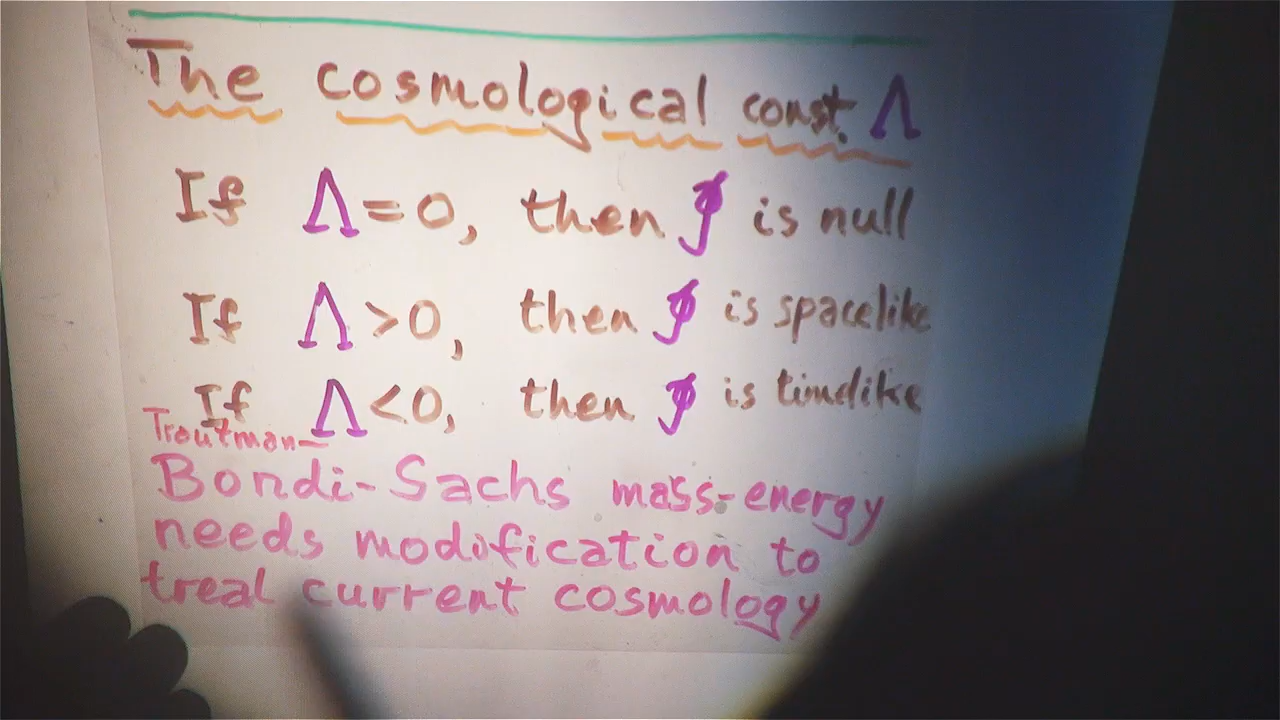 The cosmological const. Λ
If Λ=0, then ℐ is null
If Λ>0, then ℐ is spacelike
If Λ<0, then ℐ is timelike
Trautman-
Bondi-Sachs mass-energy
needs modification to
treat current cosmology